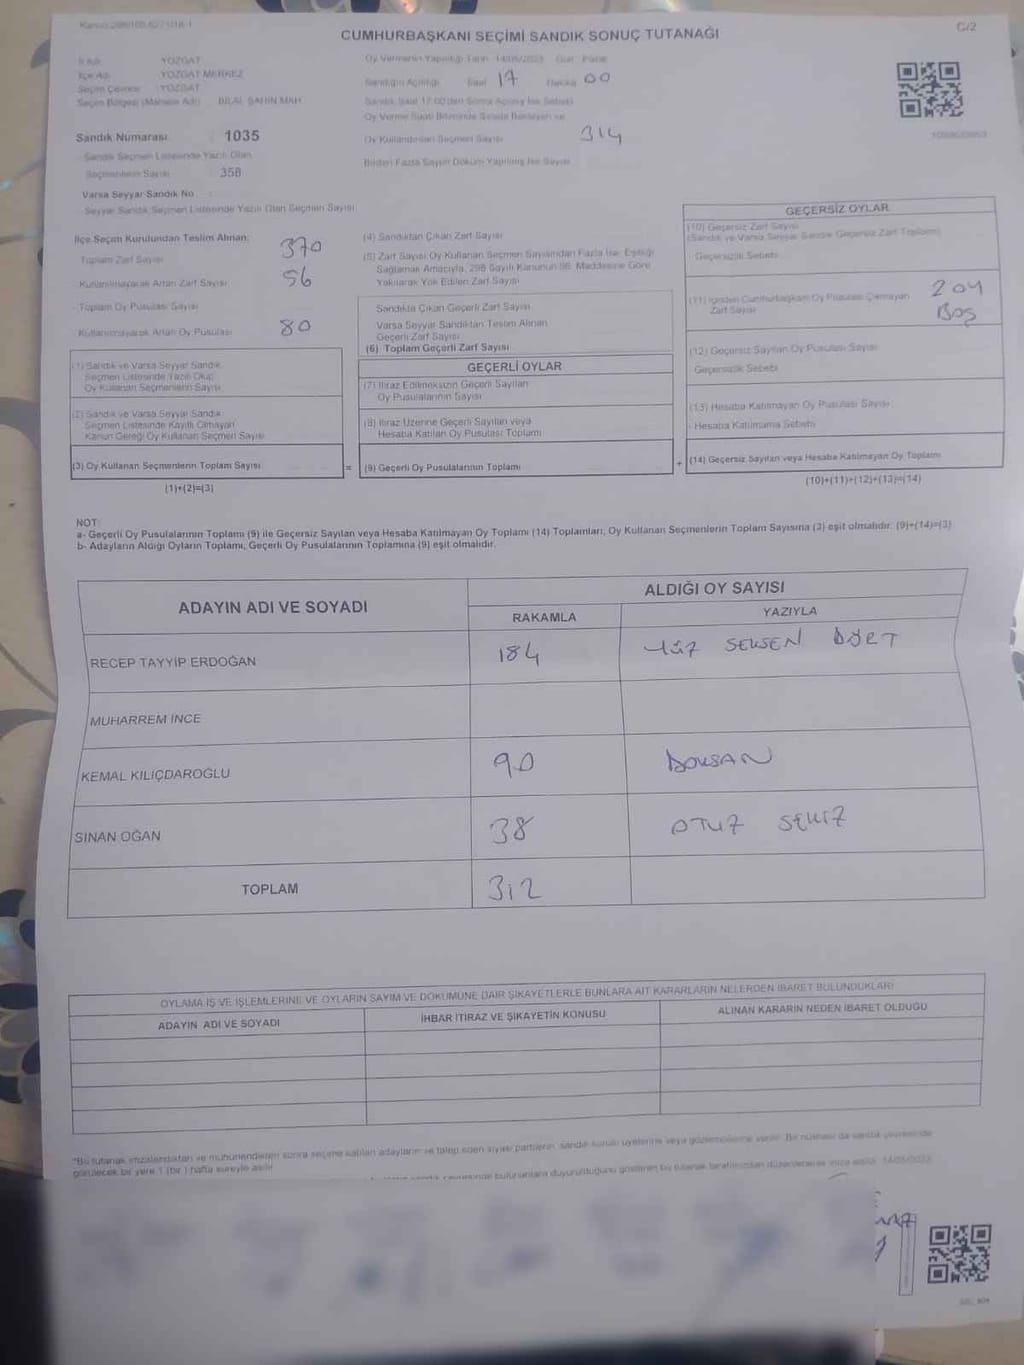 CUMHURBAŞKANI SEÇİMİ SANDIK SONUÇ TUTANAĞI
C/2
İl Adı YOZGAT
İlçe Adı YOZGAT MERKEZ
Seçim Çevresi YOZGAT
Seçim Bölgesi (Mahalle Adı) BİLAL ŞAHİN MAH.
Oy Vermenin Yapıldığı Tarih 14/05/2023 Gün Pazar
Sandığın Açıldığı Saat 17 Dakika 00
Sandık Saat 17:00'den Sonra Açılmış İse Sebebi
Oy Verme Saati Bitiminde Sırada Bekleyen ve
Oy Kullandırılan Seçmen Sayısı 314
Birden Fazla Sayım Döküm Yapılmış İse Sayısı
Sandık Numarası 1035
Sandık Seçmen Listesinde Yazılı Olan
Seçmenlerin Sayısı 358
Varsa Seyyar Sandık No
Seyyar Sandık Seçmen Listesinde Yazılı Olan Seçmen Sayısı
İlçe Seçim Kurulundan Teslim Alınan:
Toplam Zarf Sayısı 370
Kullanılmayarak Artan Zarf Sayısı 56
Toplam Oy Pusulası Sayısı
Kullanılmayarak Artan Oy Pusulası 80
(1) Sandık ve Varsa Seyyar Sandık
Seçmen Listesinde Yazılı Olup
Oy Kullanan Seçmenlerin Sayısı
(2) Sandık ve Varsa Seyyar Sandık
Seçmen Listesinde Kayıtlı Olmayan
Kanun Gereği Oy Kullanan Seçmen Sayısı
(3) Oy Kullanan Seçmenlerin Toplam Sayısı
(1)+(2)=(3)
(4) Sandıktan Çıkan Zarf Sayısı
(5) Zarf Sayısı Oy Kullanan Seçmen Sayısından Fazla İse, Eşitliği
Sağlamak Amacıyla, 298 Sayılı Kanunun 98. Maddesine Göre
Yakılarak Yok Edilen Zarf Sayısı
Sandıkta Çıkan Geçerli Zarf Sayısı
Varsa Seyyar Sandıktan Teslim Alınan
Geçerli Zarf Sayısı
(6) Toplam Geçerli Zarf Sayısı
GEÇERLİ OYLAR
(7) İtiraz Edilmeksizin Geçerli Sayılan
Oy Pusulalarının Sayısı
(8) İtiraz Üzerine Geçerli Sayılan veya
Hesaba Katılan Oy Pusulası Toplamı
= (9) Geçerli Oy Pusulalarının Toplamı
GEÇERSİZ OYLAR
(10) Geçersiz Zarf Sayısı
(Sandık ve Varsa Seyyar Sandık Geçersiz Zarf Toplamı)
Geçersizlik Sebebi
(11) İçinden Cumhurbaşkanı Oy Pusulası Çıkmayan
Zarf Sayısı
2 oy
Boş
(12) Geçersiz Sayılan Oy Pusulası Sayısı
Geçersizlik Sebebi
(13) Hesaba Katılmayan Oy Pusulası Sayısı
Hesaba Katılmama Sebebi
+ (14) Geçersiz Sayılan veya Hesaba Katılmayan Oy Toplamı
(10)+(11)+(12)+(13)=(14)
NOT:
a- Geçerli Oy Pusulalarının Toplamı (9) ile Geçersiz Sayılan veya Hesaba Katılmayan Oy Toplamı (14) Toplamları, Oy Kullanan Seçmenlerin Toplam Sayısına (3) eşit olmalıdır. (9)+(14)=(3)
b- Adayların Aldığı Oyların Toplamı, Geçerli Oy Pusulalarının Toplamına (9) eşit olmalıdır.
ADAYIN ADI VE SOYADI
ALDIĞI OY SAYISI
RAKAMLA YAZIYLA
RECEP TAYYİP ERDOĞAN 184 YÜZ SEKSEN DÖRT
MUHARREM İNCE
KEMAL KILIÇDAROĞLU 90 DOKSAN
SİNAN OĞAN 38 OTUZ SEKİZ
TOPLAM 312
OYLAMA İŞ VE İŞLEMLERİNE VE OYLARIN SAYIM VE DÖKÜMÜNE DAİR ŞİKAYETLERLE BUNLARA AİT KARARLARIN NELERDEN İBARET BULUNDUKLARI
ADAYIN ADI VE SOYADI İHBAR İTİRAZ VE ŞİKAYETİN KONUSU ALINAN KARARIN NEDEN İBARET OLDUĞU
"Bu tutanak imzalandıktan ve mühürlendikten sonra seçime katılan adayların ve talep eden siyasi partilerin, sandık kurulu üyelerine veya gözlemcilerine verilir. Bir nüshası da sandık çevresinde
görülecek bir yere 1 (bir) hafta süreyle asılır
bulunanlara duyurulduğunu gösteren bu tutanak tarafımızdan düzenlenerek imza edildi. 14/05/2023